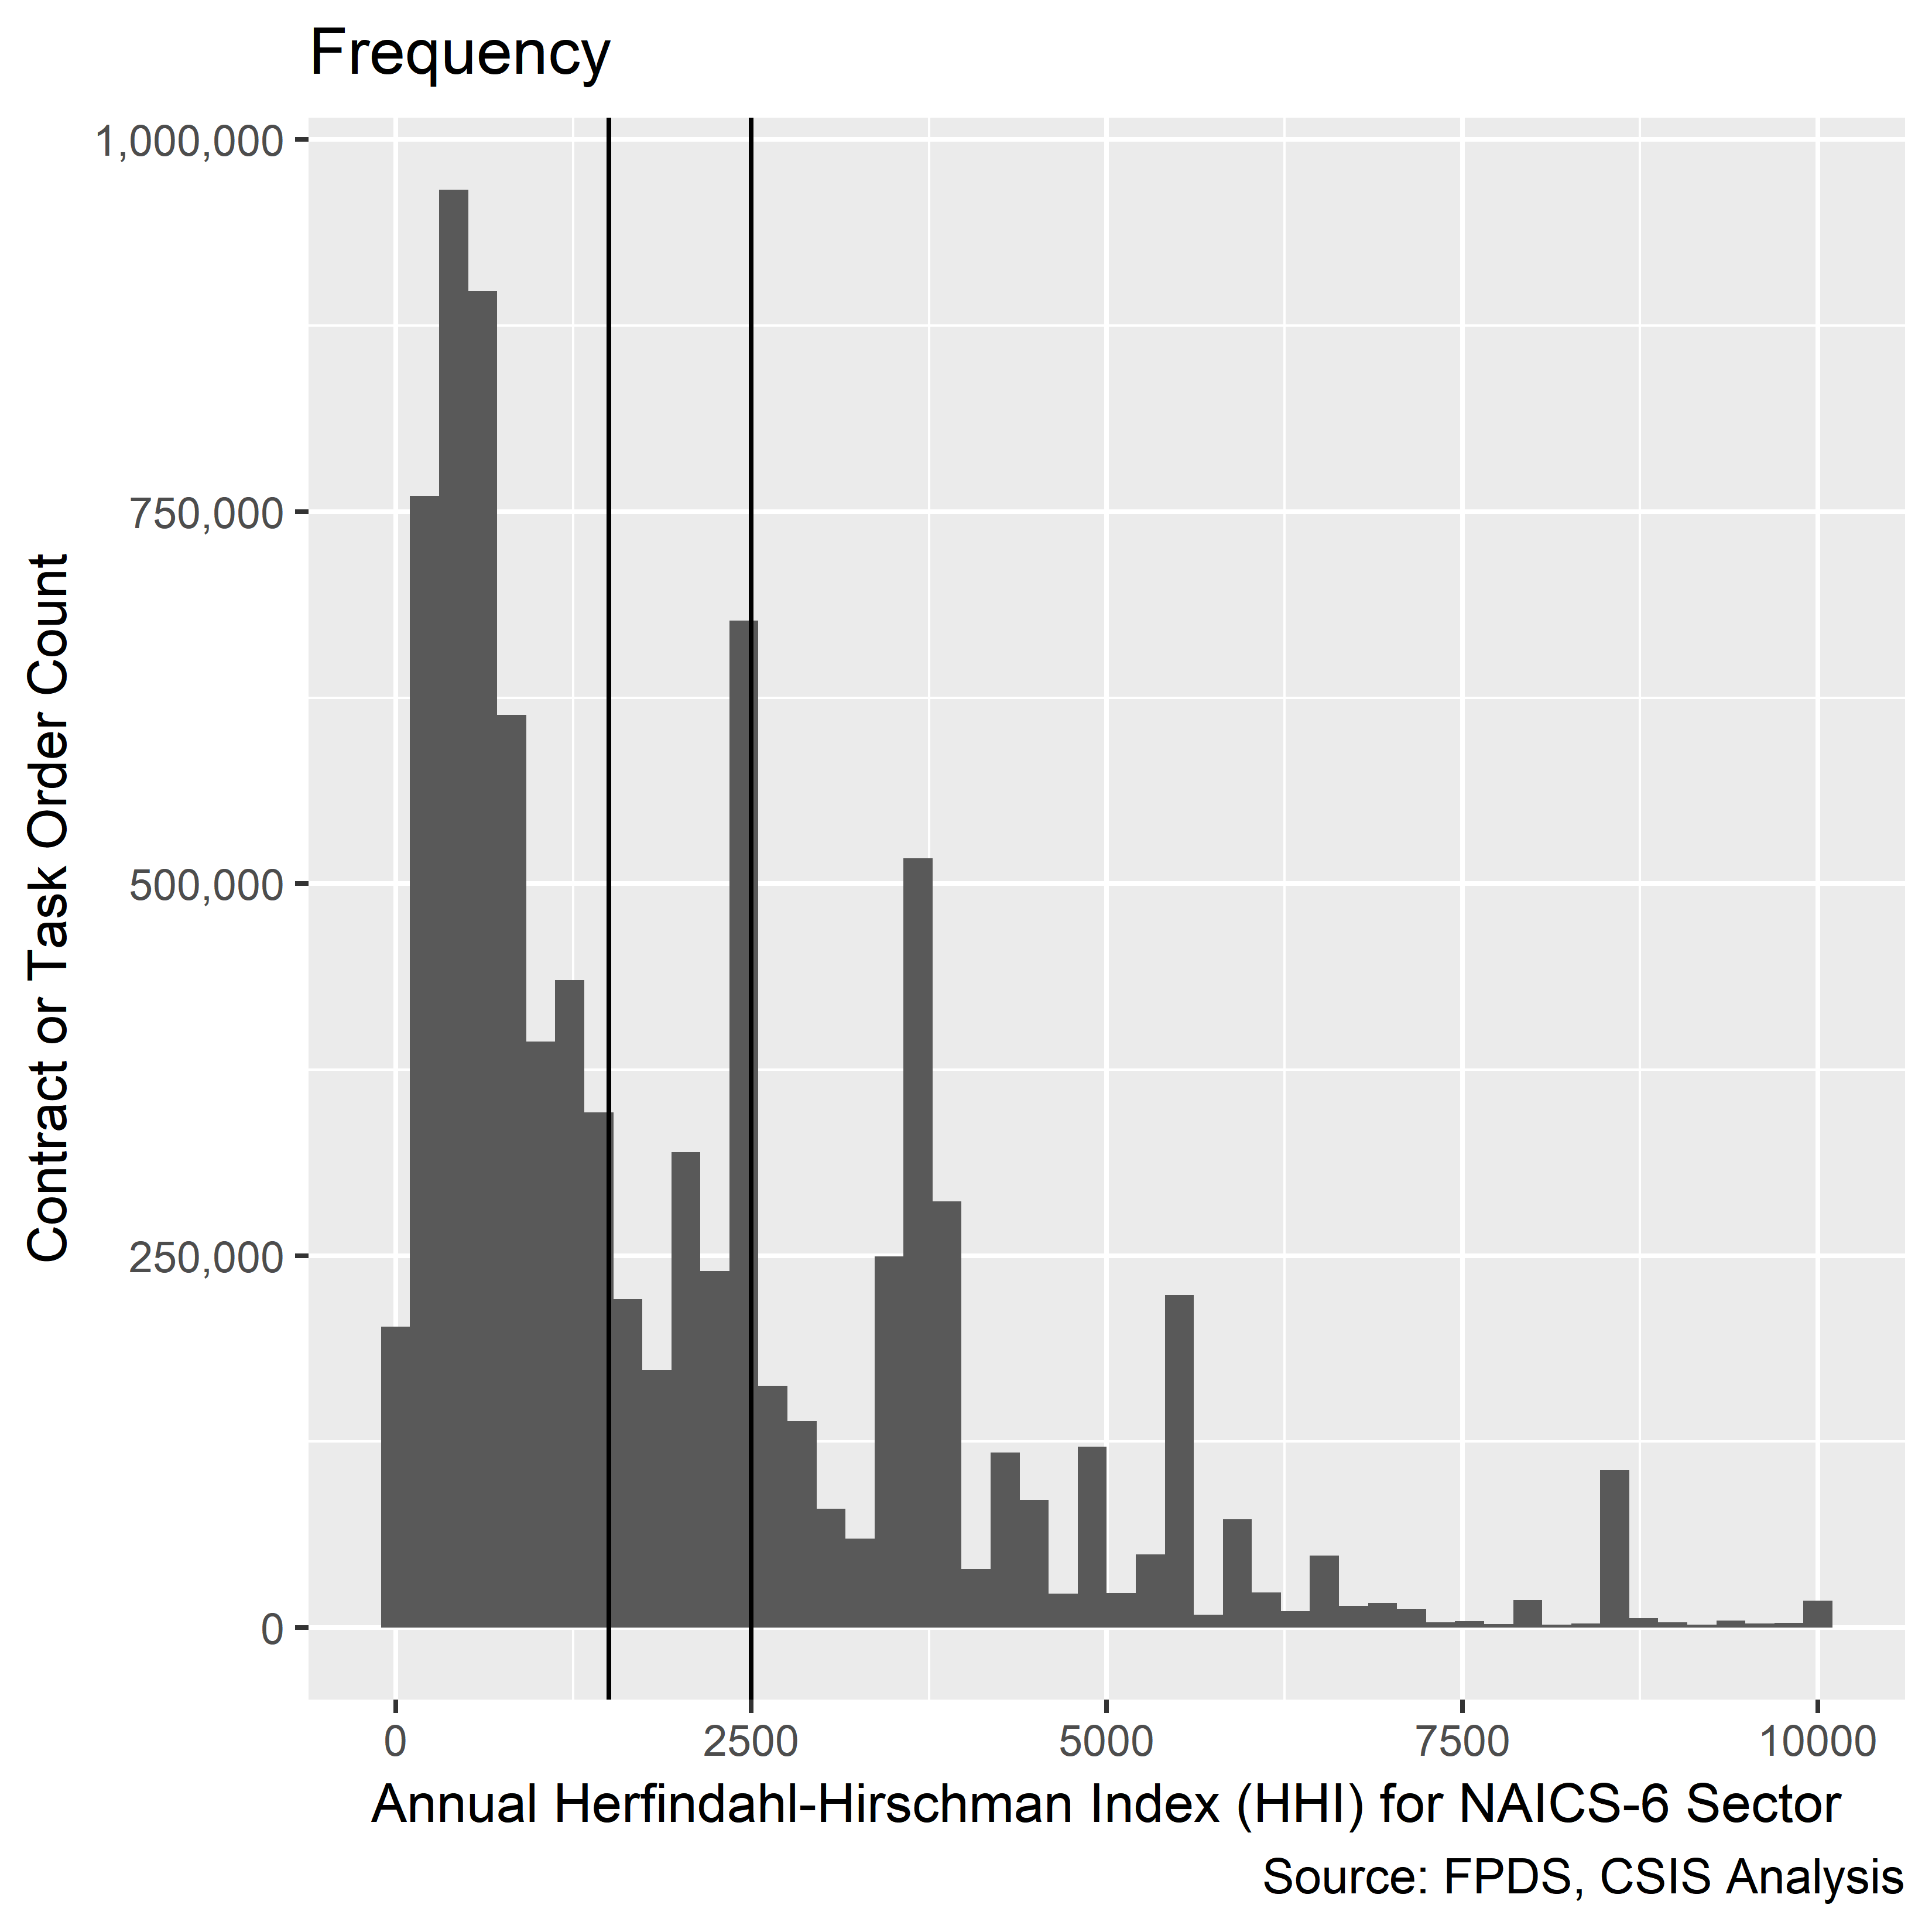 Frequency
1,000,000
750,000
500,000
250,000
0
Contract or Task Order Count
0 2500 5000 7500 10000
Annual Herfindahl-Hirschman Index (HHI) for NAICS-6 Sector
Source: FPDS, CSIS Analysis